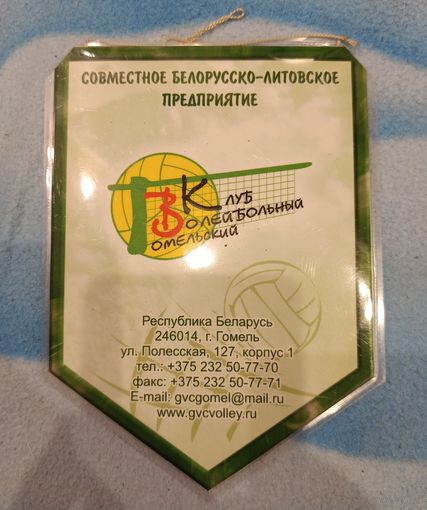 СОВМЕСТНОЕ БЕЛОРУССКО-ЛИТОВСКОЕ
ПРЕДПРИЯТИЕ
КЛУБ
ВОЛЕЙБОЛЬНЫЙ
ГОМЕЛЬСКИЙ
Республика Беларусь
246014, г. Гомель
ул. Полесская, 127, корпус 1
тел.: +375 232 50-77-70
факс: +375 232 50-77-71
E-mail: gvcgomel@mail.ru
www.gvcvolley.ru